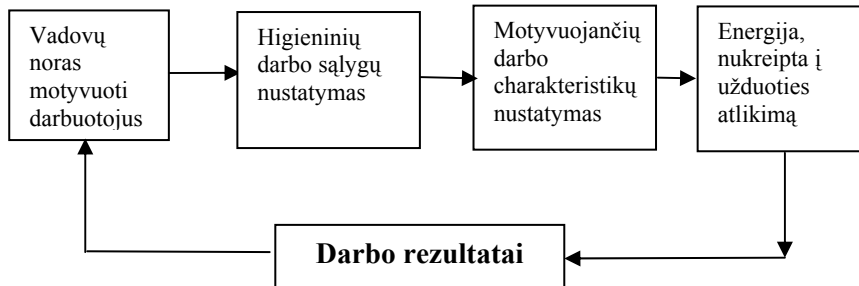 Vadovų
noras
motyvuoti
darbuotojus
Higieninių
darbo sąlygų
nustatymas
Motyvuojančių
darbo
charakteristikų
nustatymas
Energija,
nukreipta į
užduoties
atlikimą
Darbo rezultatai